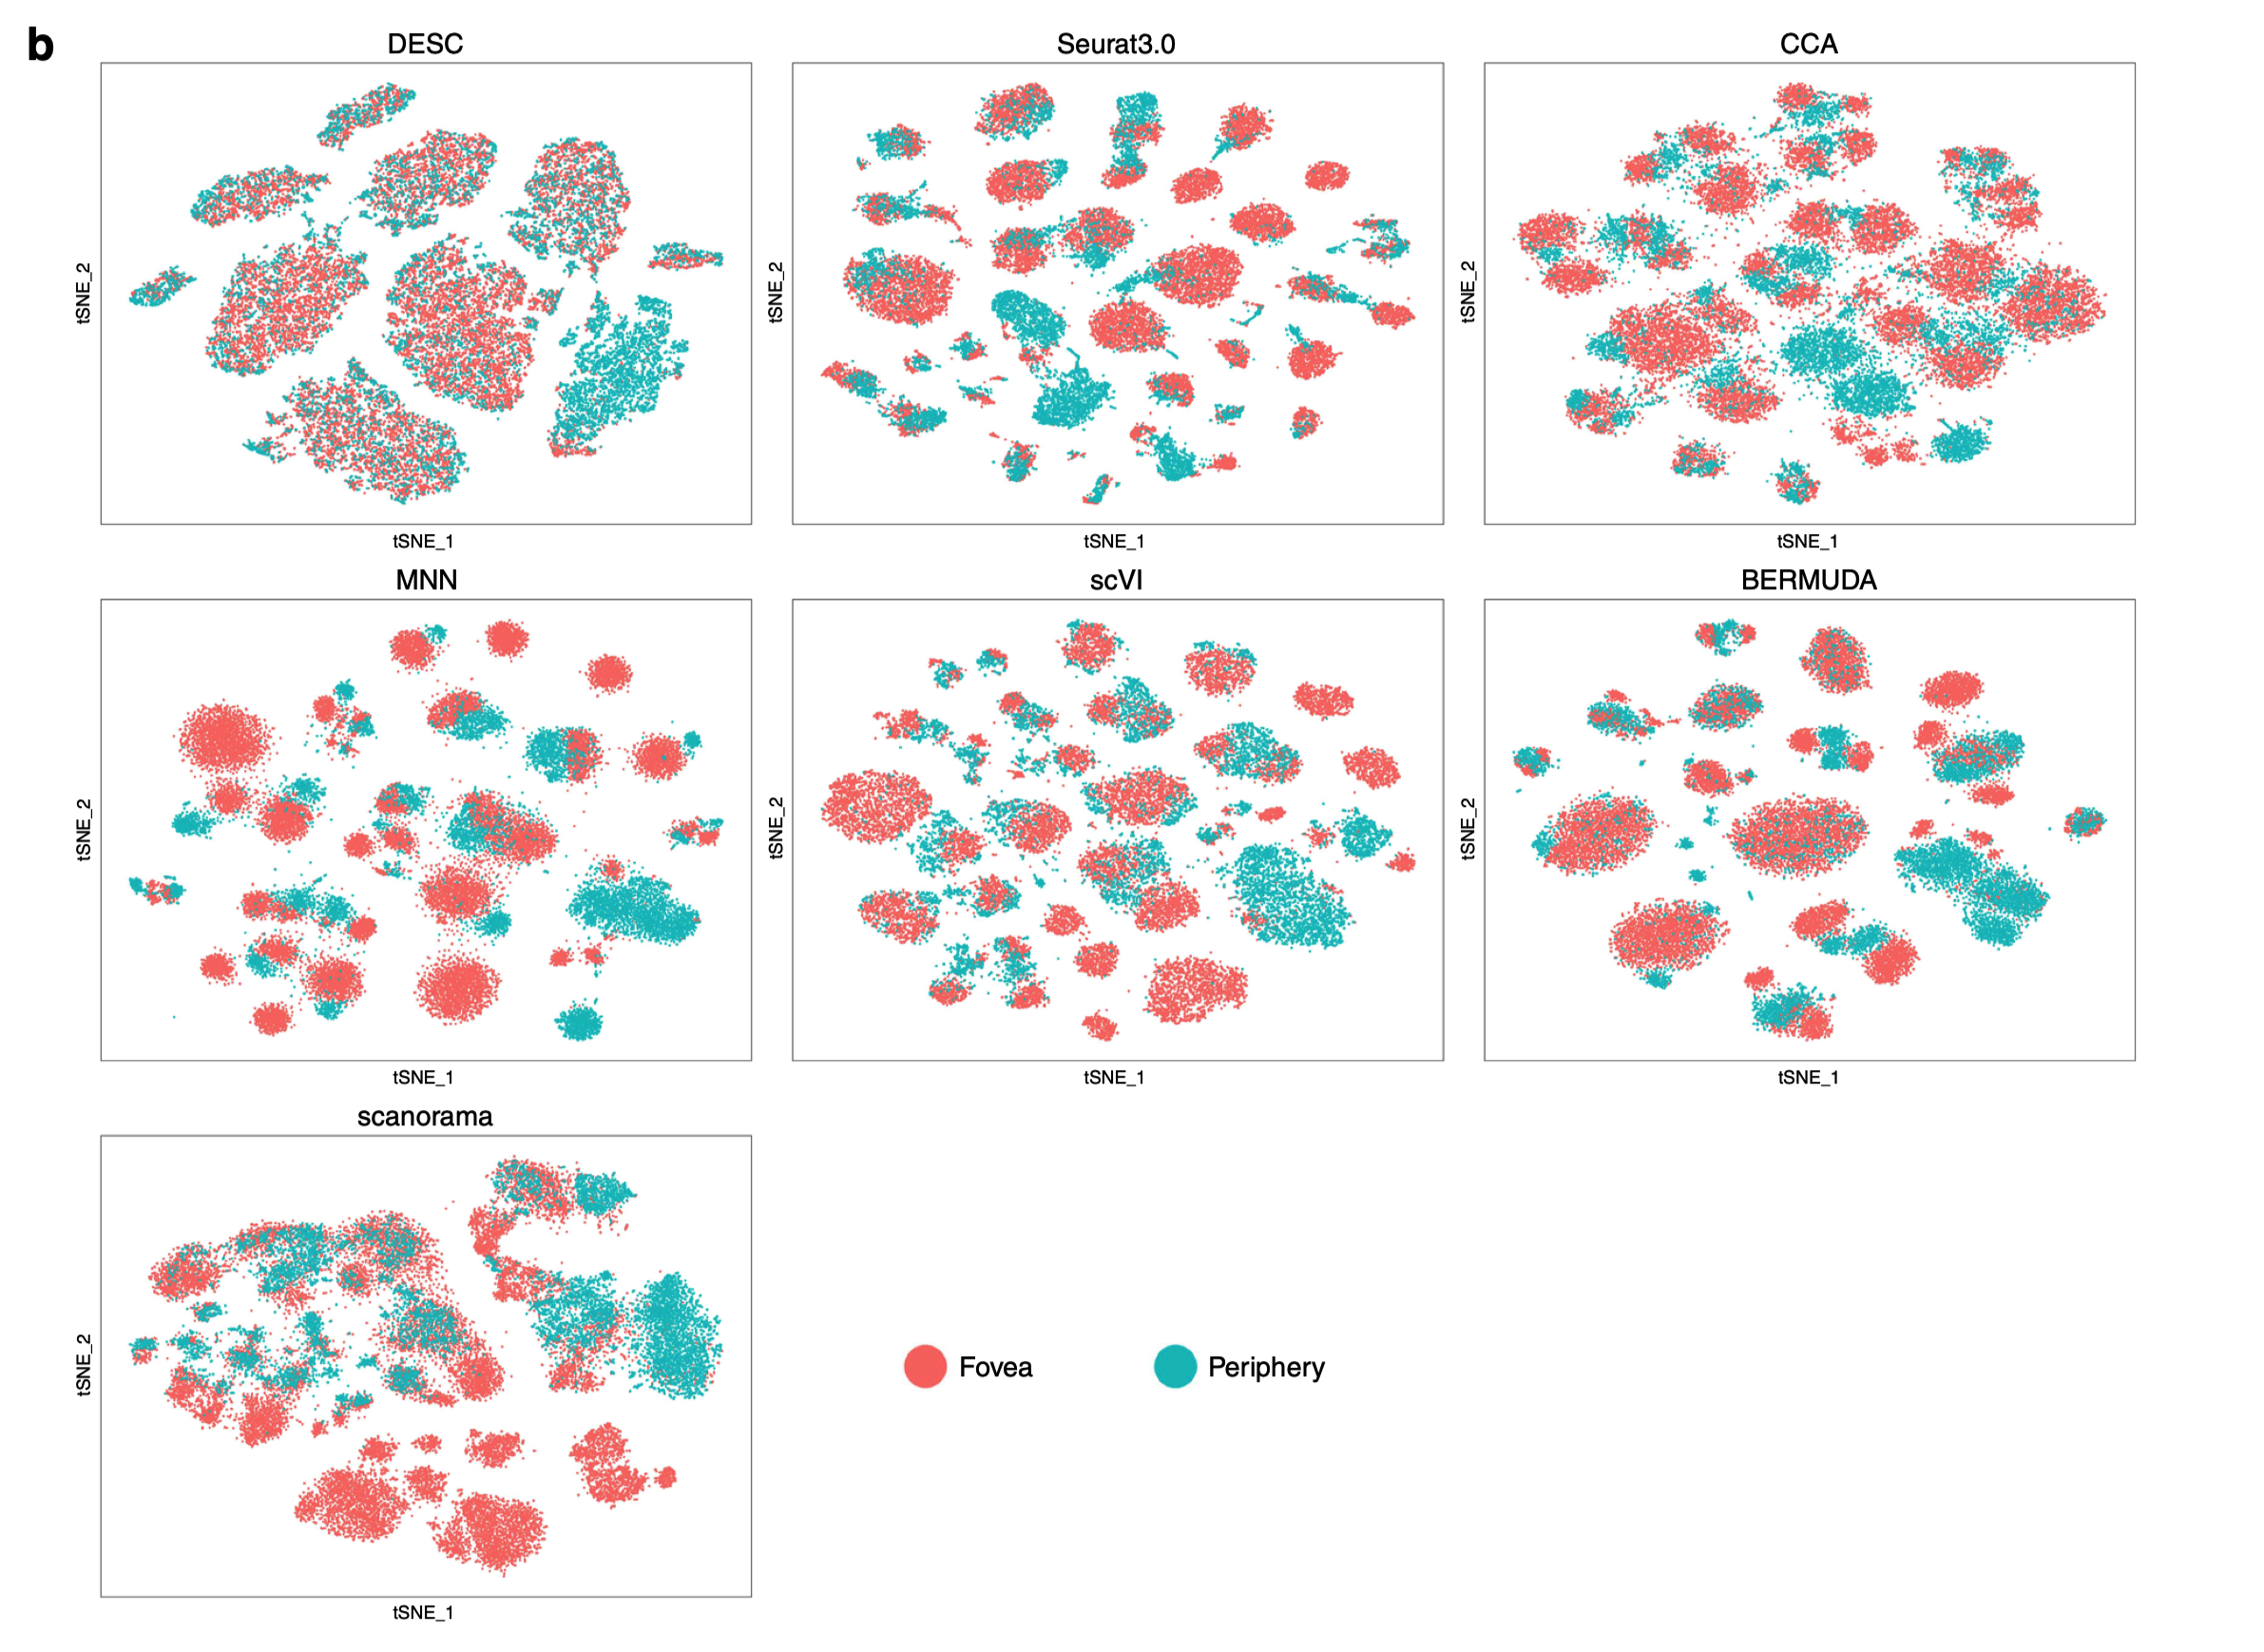 b
DESC
Seurat3.0
CCA
tSNE_2
tSNE_2
tSNE_2
tSNE_1
tSNE_1
tSNE_1
MNN
scVI
BERMUDA
tSNE_2
tSNE_2
tSNE_2
tSNE_1
tSNE_1
tSNE_1
scanorama
tSNE_2
Fovea
Periphery
tSNE_1